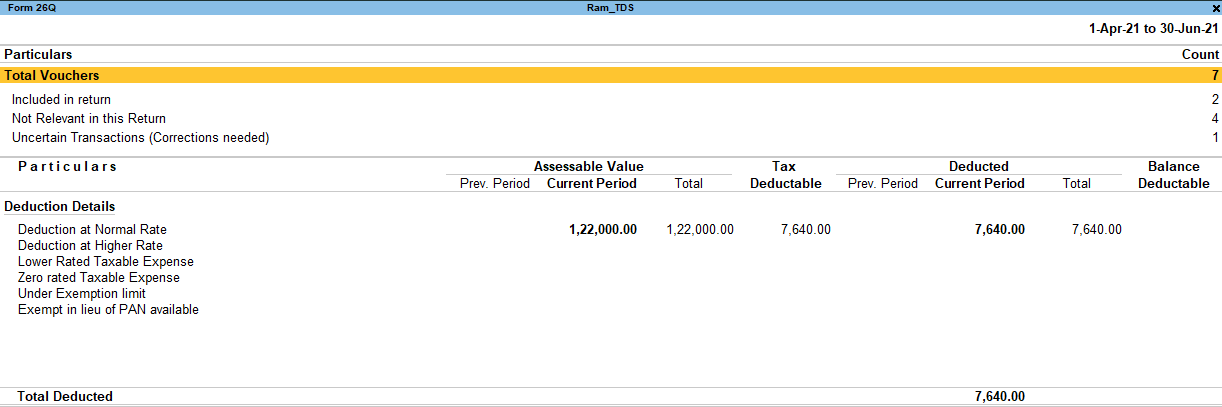 Form 26Q Ram_TDS ×
1-Apr-21 to 30-Jun-21
Particulars Count
Total Vouchers 7
Included in return 2
Not Relevant in this Return 4
Uncertain Transactions (Corrections needed) 1
Particulars Assessable Value Tax Deducted Balance
Prev. Period Current Period Total Deductable Prev. Period Current Period Total Deductable
Deduction Details
Deduction at Normal Rate 1,22,000.00 1,22,000.00 7,640.00 7,640.00 7,640.00
Deduction at Higher Rate
Lower Rated Taxable Expense
Zero rated Taxable Expense
Under Exemption limit
Exempt in lieu of PAN available
Total Deducted 7,640.00